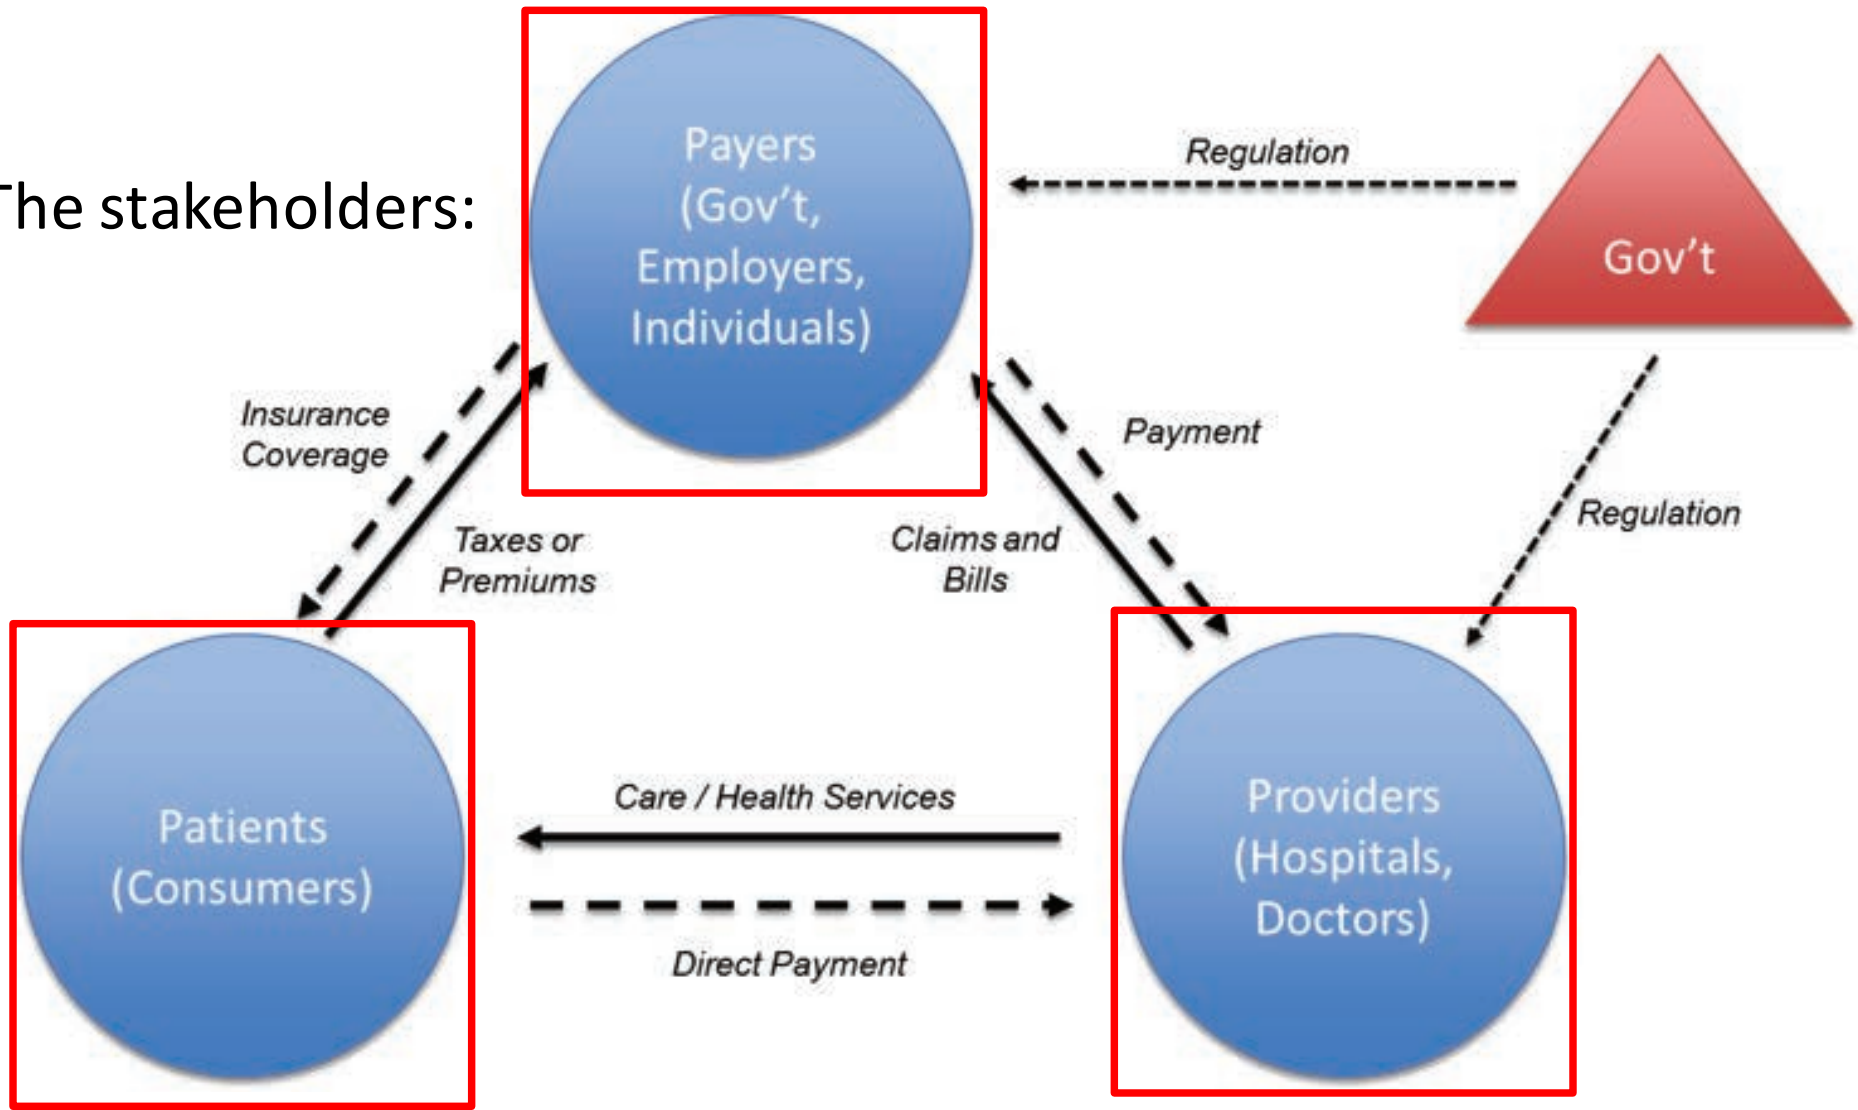 The stakeholders:
Payers
(Gov't,
Employers,
Individuals)
Regulation
Gov't
Insurance
Coverage
Taxes or
Premiums
Payment
Claims and
Bills
Regulation
Patients
(Consumers)
Care / Health Services
Direct Payment
Providers
(Hospitals,
Doctors)